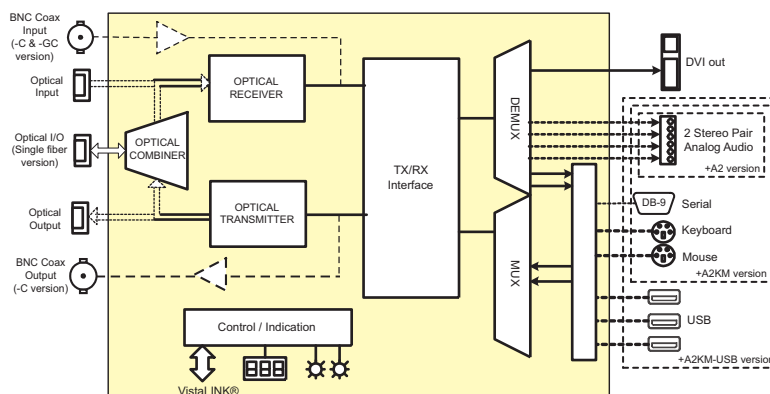 BNC Coax
Input
(-C & -GC
version)
Optical
Input
Optical I/O
(Single fiber
version)
Optical
Output
BNC Coax
Output
(-C version)
OPTICAL
RECEIVER
OPTICAL
COMBINER
OPTICAL
TRANSMITTER
TX/RX
Interface
DEMUX
MUX
Control / Indication
VistaLINK®
DVI out
2 Stereo Pair
Analog Audio
+A2 version
DB-9
Serial
Keyboard
Mouse
+A2KM version
USB
+A2KM-USB version